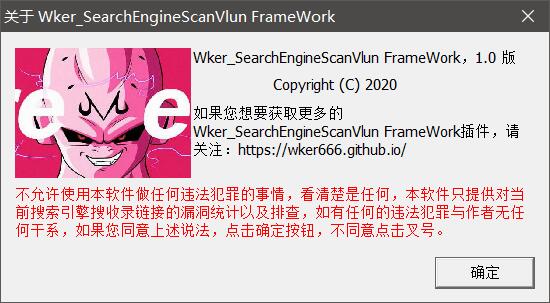 关于 Wker_SearchEngineScanVlun FrameWork
re e
Wker_SearchEngineScanVlun FrameWork，1.0 版
Copyright (C) 2020
如果您想要获取更多的
Wker_SearchEngineScanVlun FrameWork插件，请
关注：https://wker666.github.io/
不允许使用本软件做任何违法犯罪的事情，看清楚是任何，本软件只提供对当
前搜索引擎搜收录链接的漏洞统计以及排查，如有任何的违法犯罪与作者无任
何干系，如果您同意上述说法，点击确定按钮，不同意点击叉号。
确定